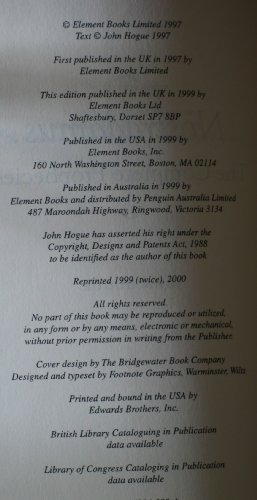 © Element Books Limited 1997
Text © John Hogue 1997
First published in the UK in 1997 by
Element Books Limited
This edition published in the UK in 1999 by
Element Books Ltd
Shaftesbury, Dorset SP7 8BP
Published in the USA in 1999 by
Element Books, Inc.
160 North Washington Street, Boston, MA 02114
Published in Australia in 1999 by
Element Books and distributed by Penguin Australia Limited
487 Maroondah Highway, Ringwood, Victoria 3134
John Hogue has asserted his right under the
Copyright, Designs and Patents Act, 1988
to be identified as the author of this book
Reprinted 1999 (twice), 2000
All rights reserved
No part of this book may be reproduced or utilized,
in any form or by any means, electronic or mechanical,
without prior permission in writing from the Publisher.
Cover design by The Bridgewater Book Company
Designed and typeset by Footnote Graphics, Warminster, Wilts
Printed and bound in the USA by
Edwards Brothers, Inc.
British Library Cataloguing in Publication
data available
Library of Congress Cataloging in Publication
data available